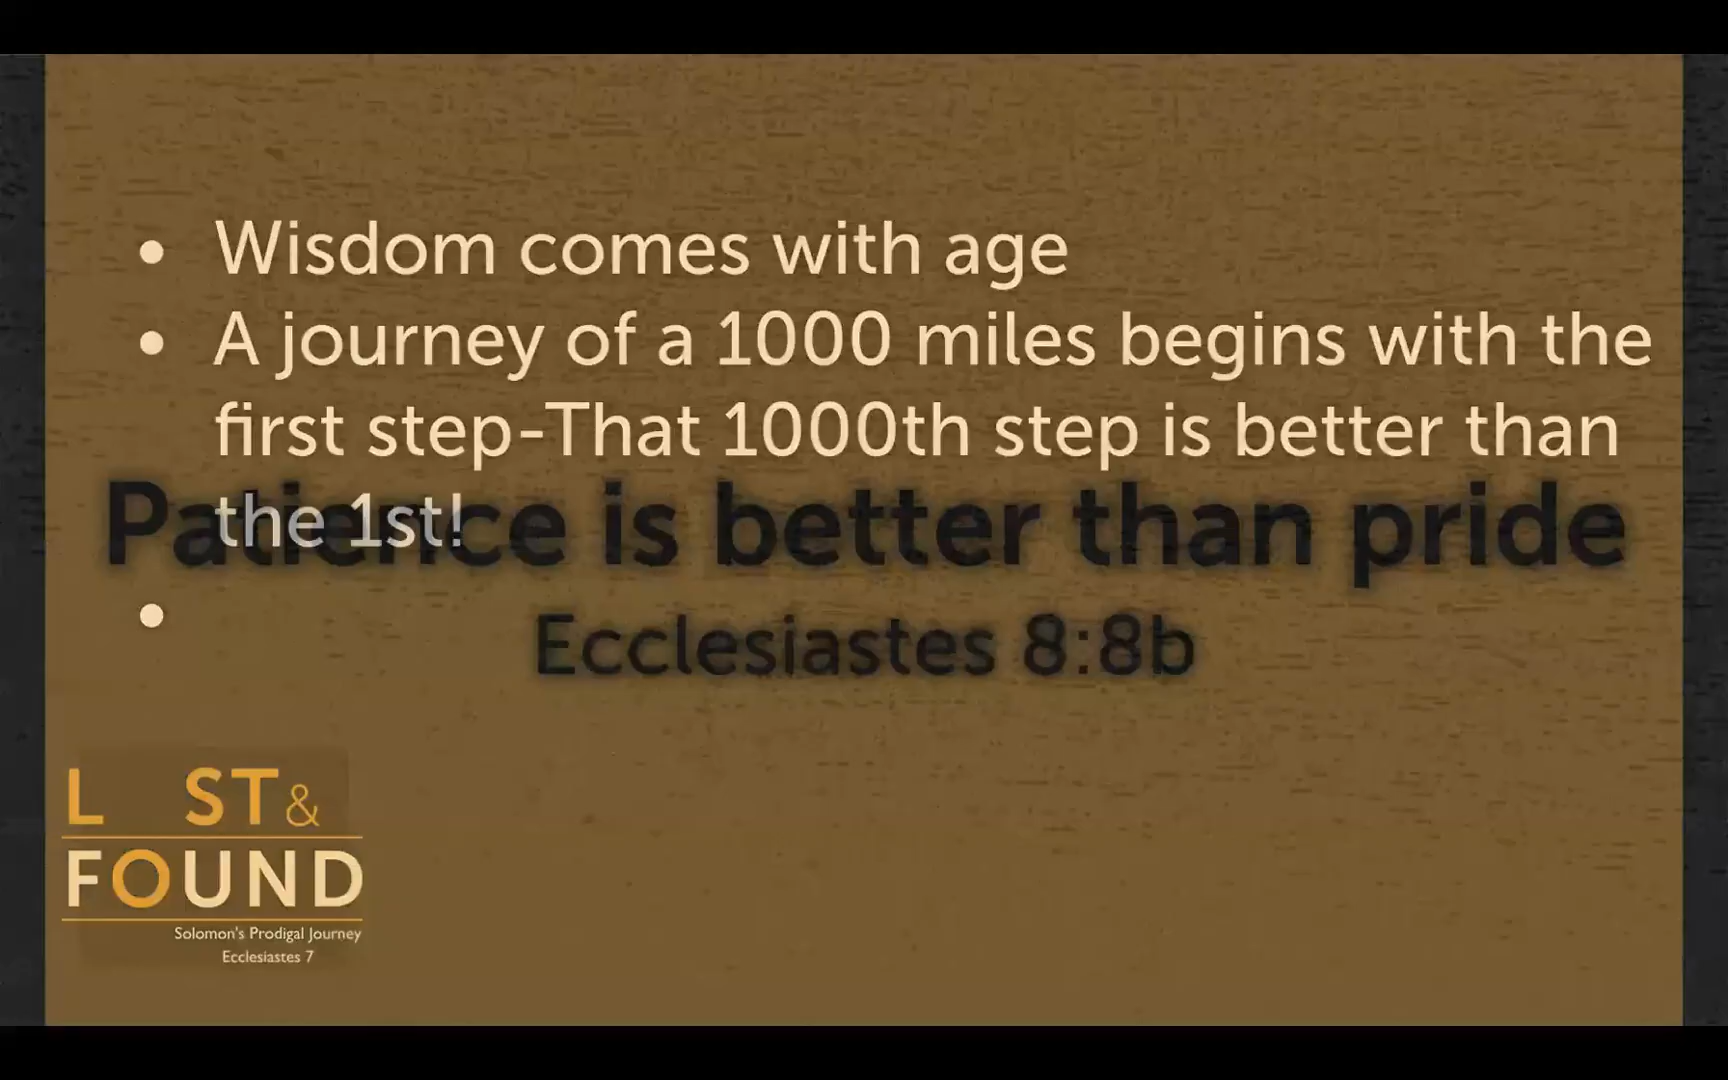 • Wisdom comes with age
• A journey of a 1000 miles begins with the
first step-That 1000th step is better than
the 1st!
•
Patience is better than pride
Ecclesiastes 8:8b
L ST&
FOUND
Solomon's Prodigal Journey
Ecclesiastes 7